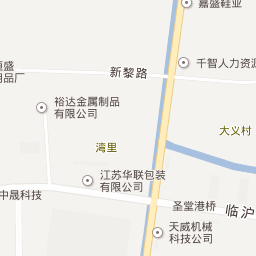 嘉盛鞋业
新黎路
千智人力资源
恒盛
用品厂
裕达金属制品
有限公司
大义村
湾里
江苏华联包装
有限公司
中晟科技
圣堂港桥
临沪
天威机械
科技公司